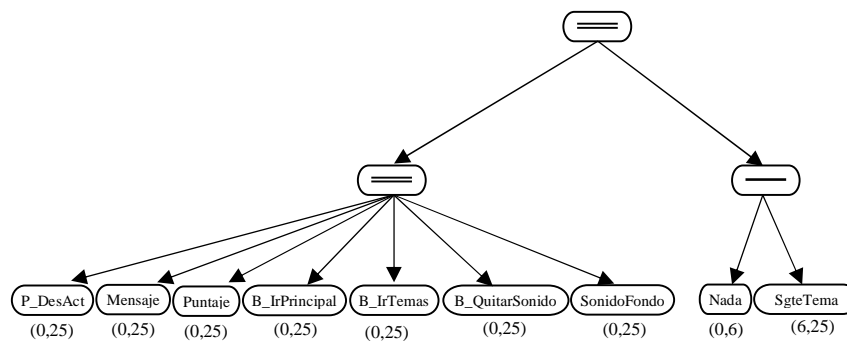 P_DesAct
Mensaje
Puntaje
B_IrPrincipal
B_IrTemas
B_QuitarSonido
SonidoFondo
Nada
SgteTema
(0,25)
(0,25)
(0,25)
(0,25)
(0,25)
(0,25)
(0,25)
(0,6)
(6,25)